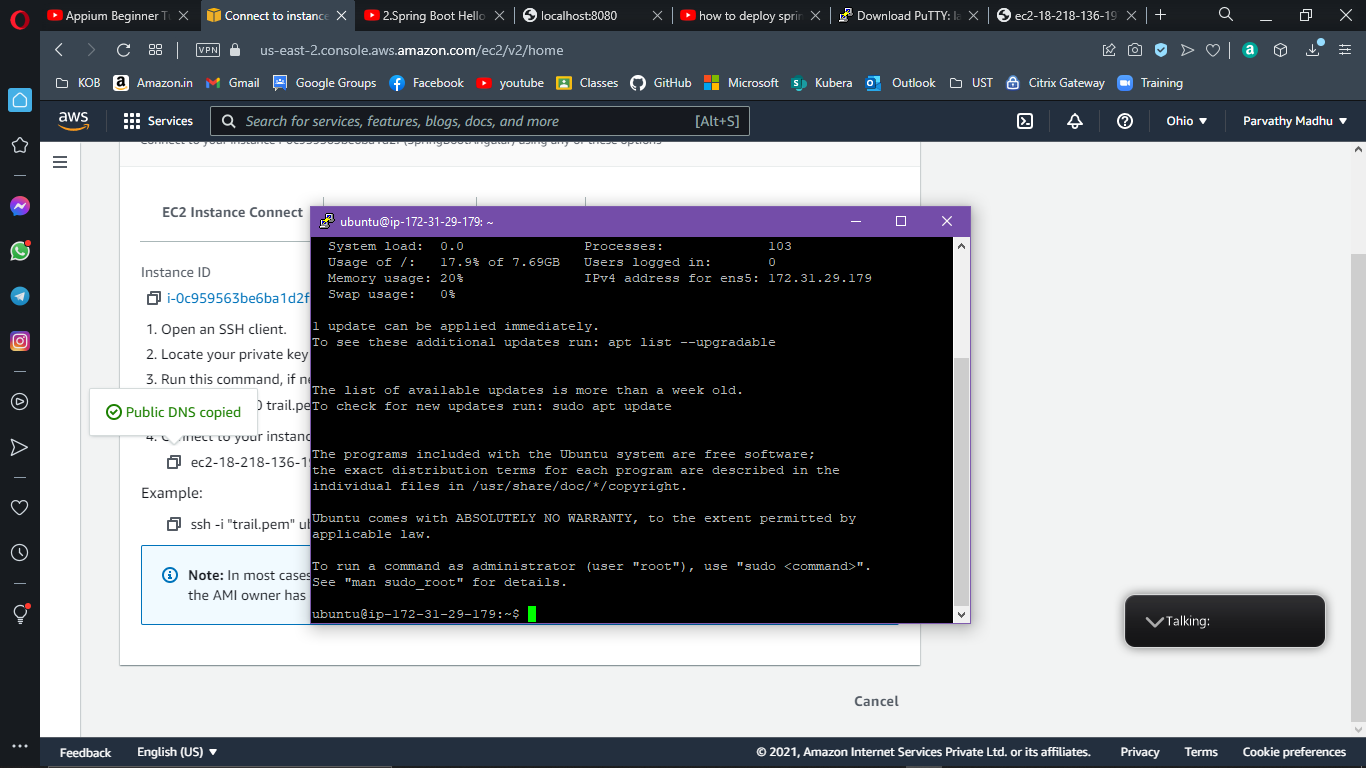 Appium Beginner Tu
Connect to instance
2.Spring Boot Hello
localhost:8080
how to deploy sprin
Download PuTTY: la
ec2-18-218-136-19
VPN
us-east-2.console.aws.amazon.com/ec2/v2/home
KOB
Amazon.in
Gmail
Google Groups
Facebook
youtube
Classes
GitHub
Microsoft
Kubera
Outlook
UST
Citrix Gateway
Training
aws
Services
Search for services, features, blogs, docs, and more
[Alt+S]
Ohio
Parvathy Madhu
EC2 Instance Connect
Instance ID
i-0c959563be6ba1d2f
1. Open an SSH client.
2. Locate your private key
3. Run this command, if ne
0 trail.pe
Public DNS copied
4. Connect to your instanc
ec2-18-218-136-1
Example:
ssh -i "trail.pem" ub
Note: In most cases
the AMI owner has
ubuntu@ip-172-31-29-179: ~
System load: 0.0 Processes: 103
Usage of /: 17.9% of 7.69GB Users logged in: 0
Memory usage: 20% IPv4 address for ens5: 172.31.29.179
Swap usage: 0%
1 update can be applied immediately.
To see these additional updates run: apt list --upgradable
The list of available updates is more than a week old.
To check for new updates run: sudo apt update
The programs included with the Ubuntu system are free software;
the exact distribution terms for each program are described in the
individual files in /usr/share/doc/*/copyright.
Ubuntu comes with ABSOLUTELY NO WARRANTY, to the extent permitted by
applicable law.
To run a command as administrator (user "root"), use "sudo <command>".
See "man sudo_root" for details.
ubuntu@ip-172-31-29-179:~$
Talking:
Cancel
Feedback
English (US)
© 2021, Amazon Internet Services Private Ltd. or its affiliates.
Privacy
Terms
Cookie preferences